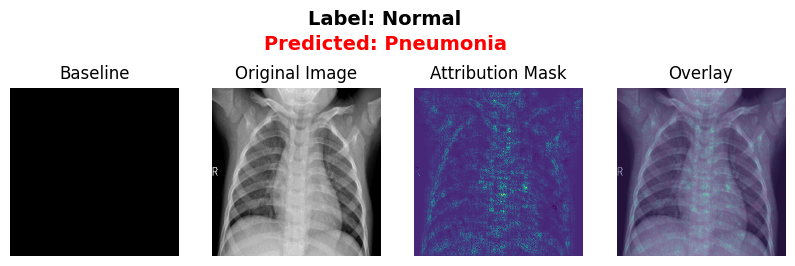 Label: Normal
Predicted: Pneumonia
Baseline
Original Image
Attribution Mask
Overlay
R
R